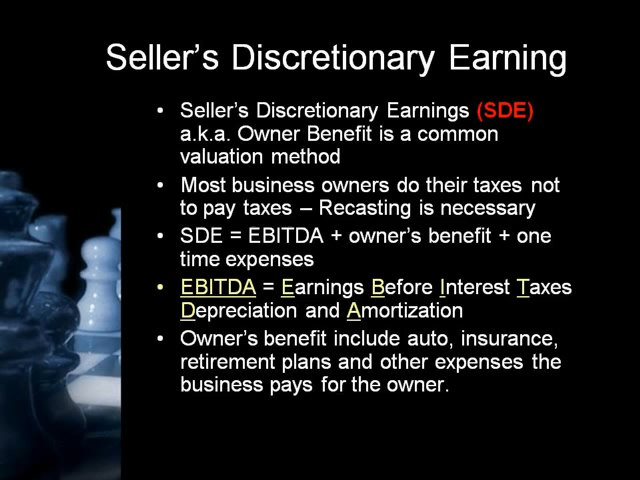 Seller’s Discretionary Earning
• Seller’s Discretionary Earnings (SDE)
a.k.a. Owner Benefit is a common
valuation method
• Most business owners do their taxes not
to pay taxes – Recasting is necessary
• SDE = EBITDA + owner’s benefit + one
time expenses
• EBITDA = Earnings Before Interest Taxes
Depreciation and Amortization
• Owner’s benefit include auto, insurance,
retirement plans and other expenses the
business pays for the owner.